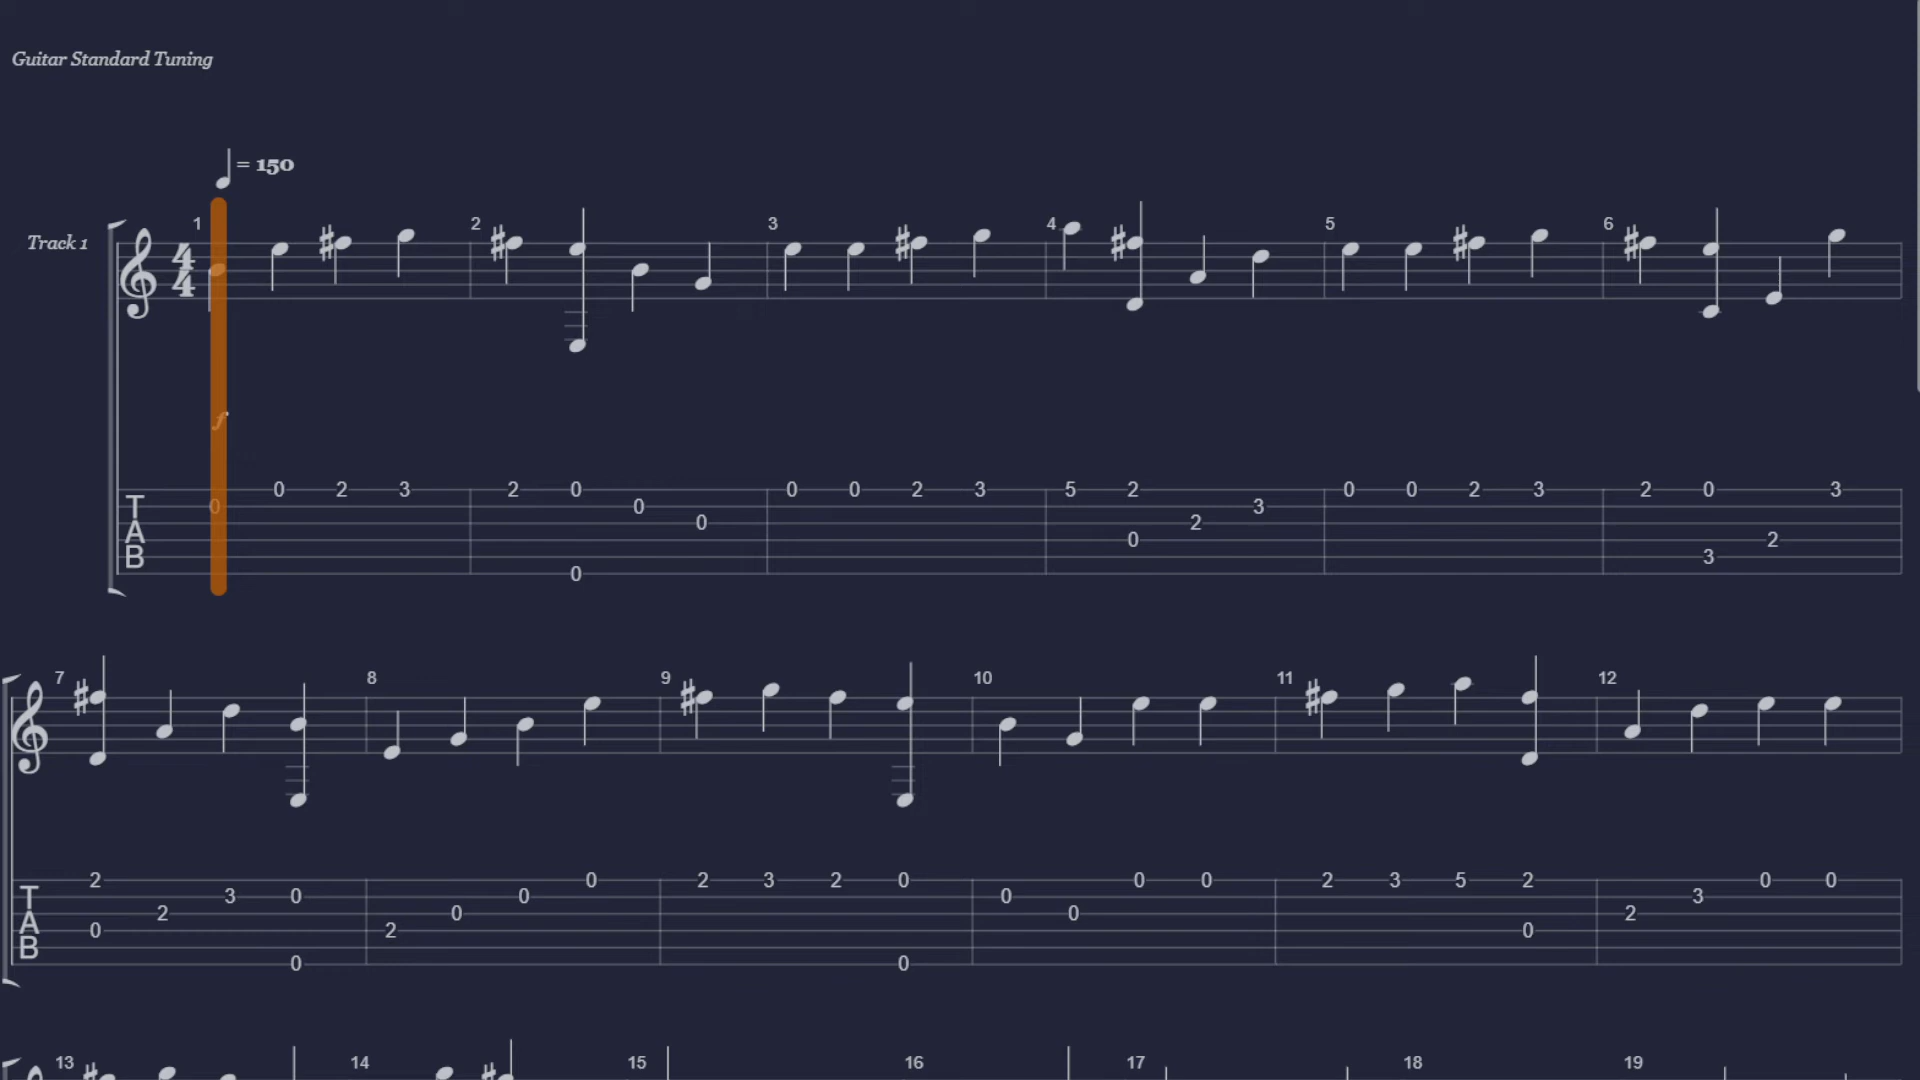 Guitar Standard Tuning
= 150
1 2 3 4 5 6
Track 1
4
4
f
0 2 3 2 0 0 0 2 3 5 2 0 0 2 3 2 0 3
T 0 0 3
A 0 2
0 2
B 3
0
7 8 9 10 11 12
2 0 2 3 2 0 0 0 2 3 5 2 0 0
T 3 0 0 0 3
A 2 0 0 2
0 2 0
B
0 0
13 14 15 16 17 18 19